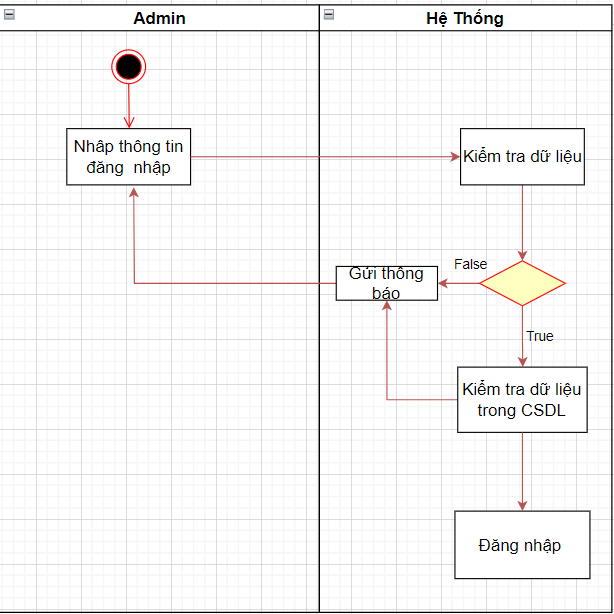 Admin
Hệ Thống
Nhâp thông tin
đăng nhập
Kiểm tra dữ liệu
False
Gửi thông
báo
True
Kiểm tra dữ liệu
trong CSDL
Đăng nhập